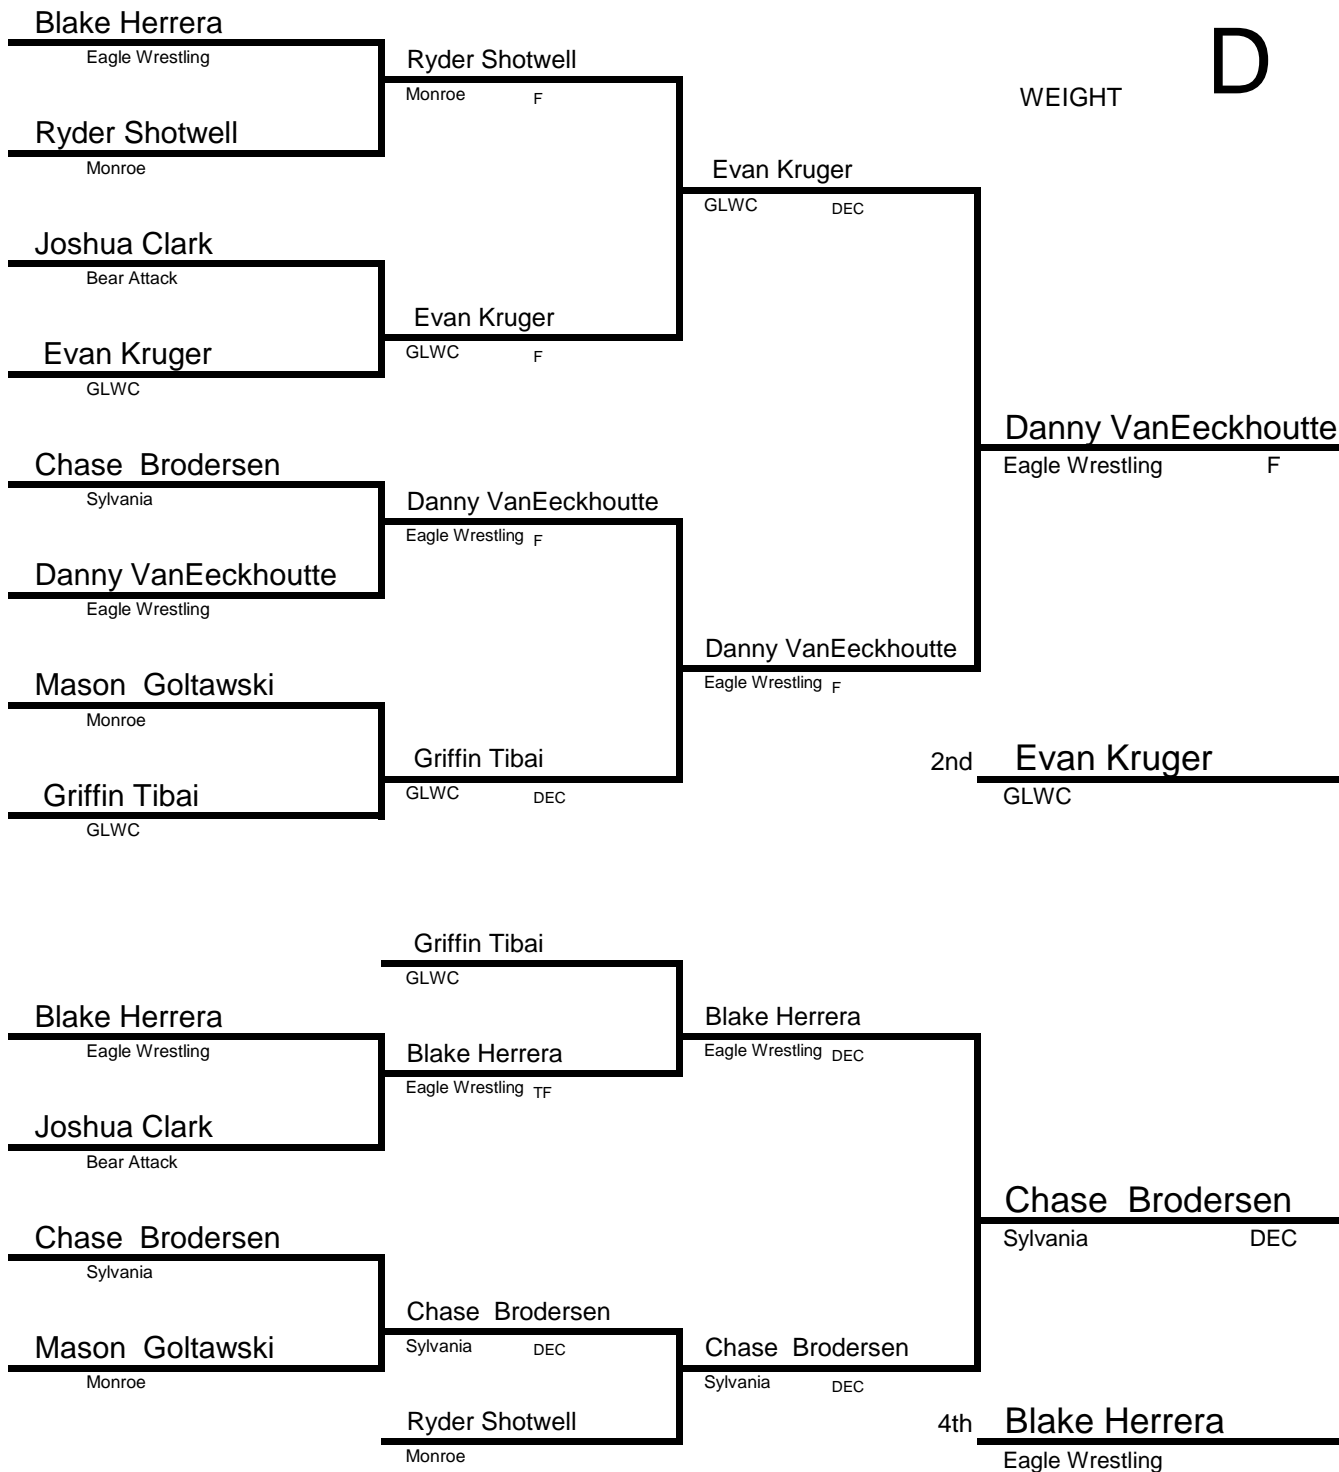 Blake Herrera
Eagle Wrestling
Ryder Shotwell
Monroe F
D
WEIGHT
Ryder Shotwell
Monroe
Evan Kruger
GLWC DEC
Joshua Clark
Bear Attack
Evan Kruger
GLWC F
Evan Kruger
GLWC
Danny VanEeckhoutte
Eagle Wrestling F
Chase Brodersen
Sylvania
Danny VanEeckhoutte
Eagle Wrestling F
Danny VanEeckhoutte
Eagle Wrestling
Danny VanEeckhoutte
Eagle Wrestling F
Mason Goltawski
Monroe
Griffin Tibai
GLWC DEC
2nd Evan Kruger
GLWC
Griffin Tibai
GLWC
Griffin Tibai
GLWC
Blake Herrera
Eagle Wrestling
Blake Herrera
Eagle Wrestling DEC
Blake Herrera
Eagle Wrestling TF
Joshua Clark
Bear Attack
Chase Brodersen
Sylvania DEC
Chase Brodersen
Sylvania
Chase Brodersen
Sylvania DEC
Mason Goltawski
Monroe
Chase Brodersen
Sylvania DEC
Ryder Shotwell
Monroe
4th Blake Herrera
Eagle Wrestling